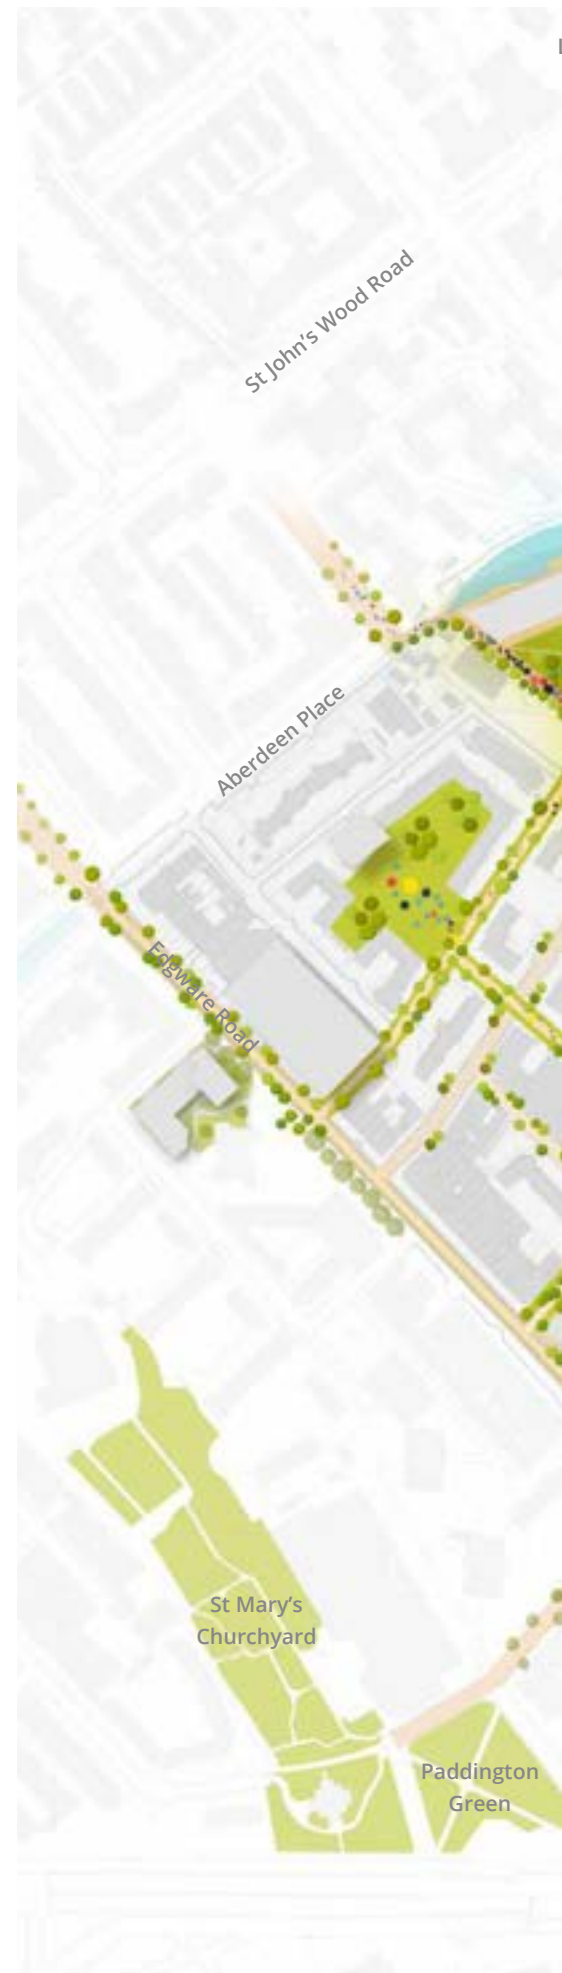 St John's Wood Road
Aberdeen Place
Edgware Road
St Mary's
Churchyard
Paddington
Green